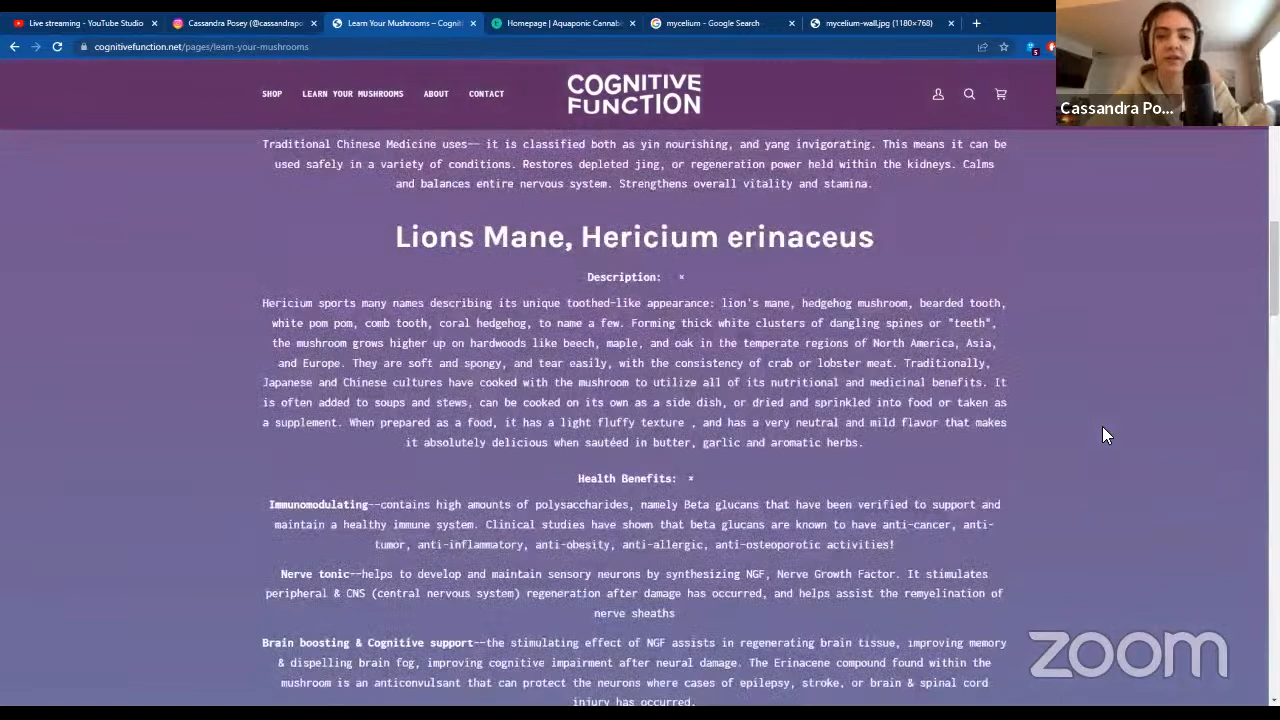 Live streaming - YouTube Studio
Cassandra Posey (@cassandrapo
Learn Your Mushrooms – Cogniti
Homepage | Aquaponic Cannabi
mycelium - Google Search
mycelium-wall.jpg (1180×768)
cognitivefunction.net/pages/learn-your-mushrooms
5
Cassandra Po...
SHOP
LEARN YOUR MUSHROOMS
ABOUT
CONTACT
COGNITIVE
FUNCTION
Traditional Chinese Medicine uses-- it is classified both as yin nourishing, and yang invigorating. This means it can be
used safely in a variety of conditions. Restores depleted jing, or regeneration power held within the kidneys. Calms
and balances entire nervous system. Strengthens overall vitality and stamina.
Lions Mane, Hericium erinaceus
Description:
Hericium sports many names describing its unique toothed-like appearance: lion's mane, hedgehog mushroom, bearded tooth,
white pom pom, comb tooth, coral hedgehog, to name a few. Forming thick white clusters of dangling spines or "teeth",
the mushroom grows higher up on hardwoods like beech, maple, and oak in the temperate regions of North America, Asia,
and Europe. They are soft and spongy, and tear easily, with the consistency of crab or lobster meat. Traditionally,
Japanese and Chinese cultures have cooked with the mushroom to utilize all of its nutritional and medicinal benefits. It
is often added to soups and stews, can be cooked on its own as a side dish, or dried and sprinkled into food or taken as
a supplement. When prepared as a food, it has a light fluffy texture , and has a very neutral and mild flavor that makes
it absolutely delicious when sautéed in butter, garlic and aromatic herbs.
Health Benefits:
Immunomodulating--contains high amounts of polysaccharides, namely Beta glucans that have been verified to support and
maintain a healthy immune system. Clinical studies have shown that beta glucans are known to have anti-cancer, anti-
tumor, anti-inflammatory, anti-obesity, anti-allergic, anti-osteoporotic activities!
Nerve tonic--helps to develop and maintain sensory neurons by synthesizing NGF, Nerve Growth Factor. It stimulates
peripheral & CNS (central nervous system) regeneration after damage has occurred, and helps assist the remyelination of
nerve sheaths
Brain boosting & Cognitive support--the stimulating effect of NGF assists in regenerating brain tissue, improving memory
& dispelling brain fog, improving cognitive impairment after neural damage. The Erinacene compound found within the
mushroom is an anticonvulsant that can protect the neurons where cases of epilepsy, stroke, or brain & spinal cord
injury has occurred.
zoom